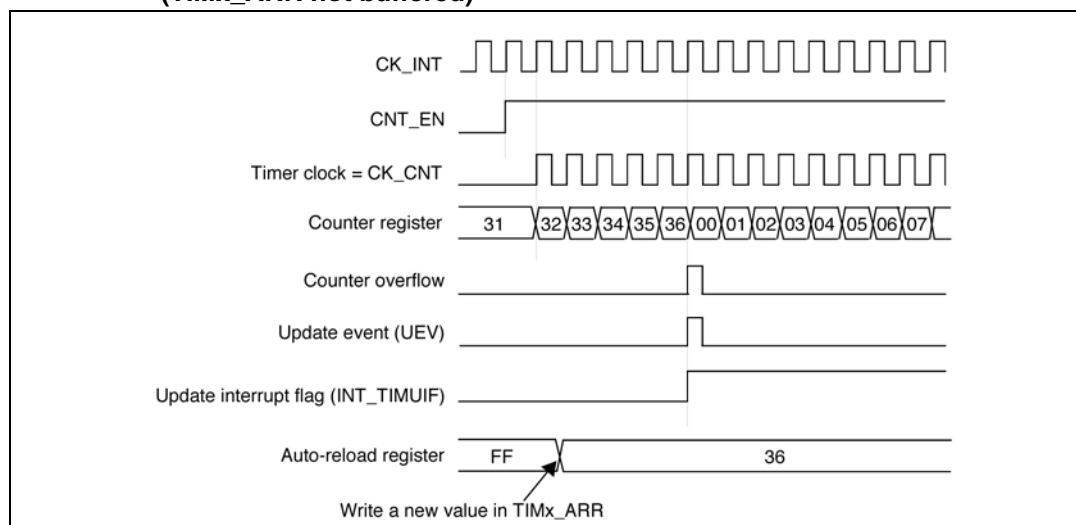 (TIMx_ARR not buffered)
CK_INT
CNT_EN
Timer clock = CK_CNT
Counter register 31 32 33 34 35 36 00 01 02 03 04 05 06 07
Counter overflow
Update event (UEV)
Update interrupt flag (INT_TIMUIF)
Auto-reload register FF 36
Write a new value in TIMx_ARR